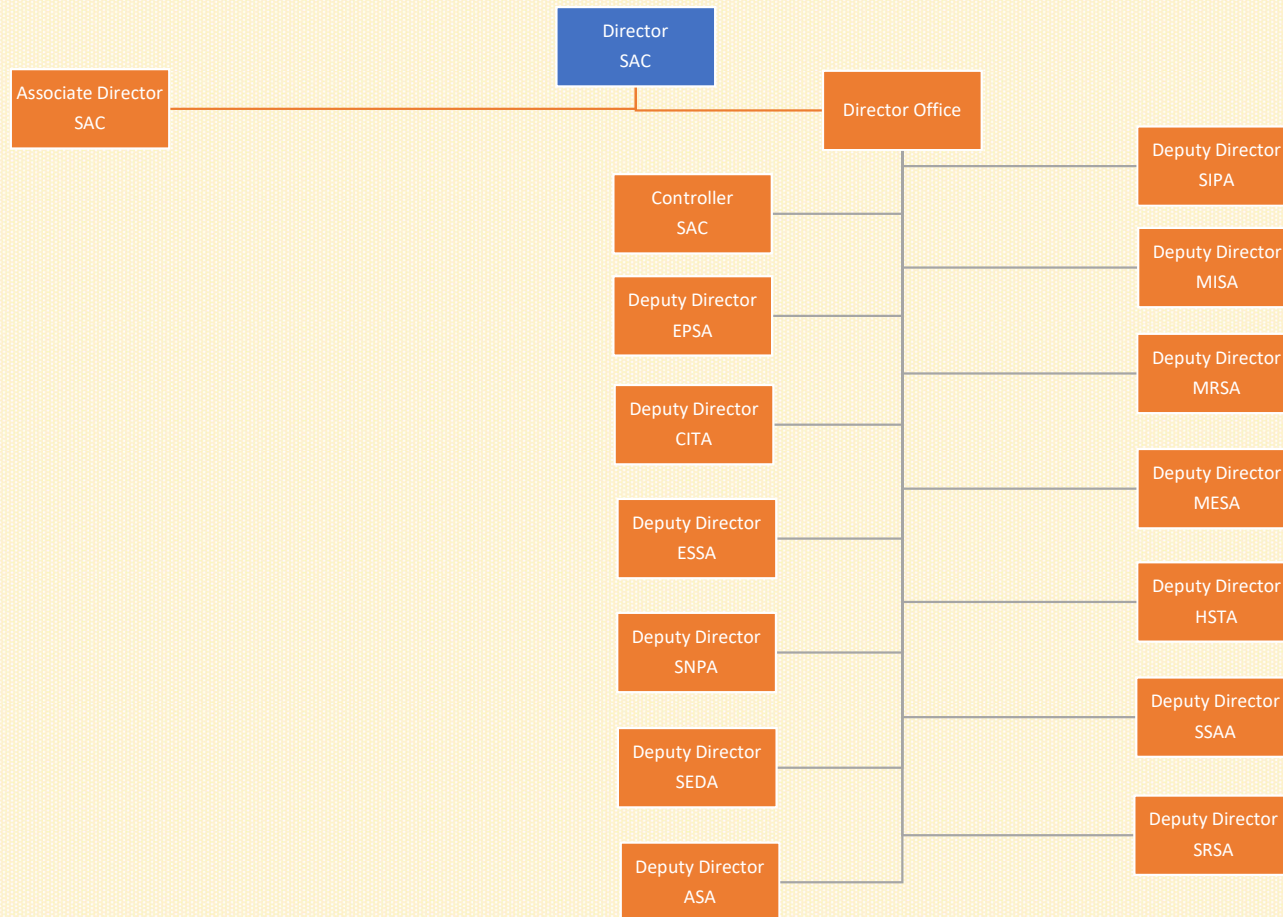 Director
SAC
Associate Director
SAC
Director Office
Controller
SAC
Deputy Director
EPSA
Deputy Director
CITA
Deputy Director
ESSA
Deputy Director
SNPA
Deputy Director
SEDA
Deputy Director
ASA
Deputy Director
SIPA
Deputy Director
MISA
Deputy Director
MRSA
Deputy Director
MESA
Deputy Director
HSTA
Deputy Director
SSAA
Deputy Director
SRSA